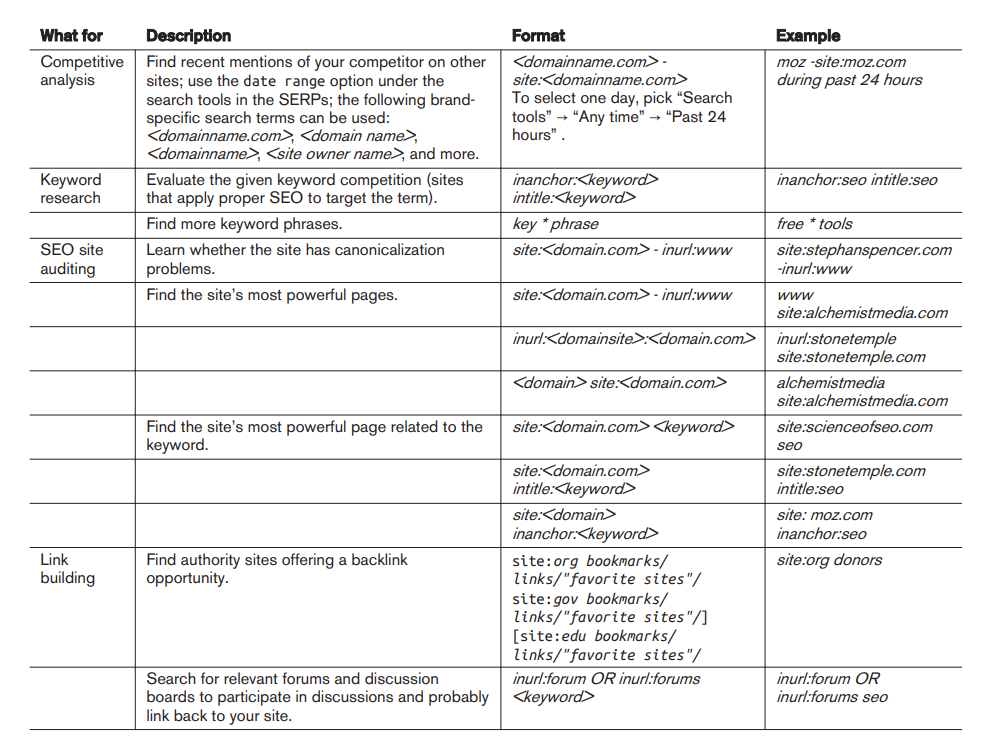 What for Description Format Example
Competitive analysis
Find recent mentions of your competitor on other
sites; use the date range option under the
search tools in the SERPs; the following brand-
specific search terms can be used:
<domainname.com>, <domain name>,
<domainname>, <site owner name>, and more.
<domainname.com> -
site:<domainname.com>
To select one day, pick “Search
tools” → “Any time” → “Past 24
hours” .
moz -site:moz.com
during past 24 hours
Keyword
research
Evaluate the given keyword competition (sites
that apply proper SEO to target the term).
inanchor:<keyword>
intitle:<keyword>
inanchor:seo intitle:seo
Find more keyword phrases.
key * phrase
free * tools
SEO site
auditing
Learn whether the site has canonicalization
problems.
site:<domain.com> - inurl:www
site:stephanspencer.com
-inurl:www
Find the site’s most powerful pages.
site:<domain.com> - inurl:www
www
site:alchemistmedia.com
inurl:<domainsite>:<domain.com>
inurl:stonetemple
site:stonetemple.com
<domain> site:<domain.com>
alchemistmedia
site:alchemistmedia.com
Find the site’s most powerful page related to the
keyword.
site:<domain.com> <keyword>
site:scienceofseo.com
seo
site:<domain.com>
intitle:<keyword>
site:stonetemple.com
intitle:seo
site:<domain>
inanchor:<keyword>
site: moz.com
inanchor:seo
Link
building
Find authority sites offering a backlink
opportunity.
site:org bookmarks/
links/"favorite sites"/
site:gov bookmarks/
links/"favorite sites"/]
[site:edu bookmarks/
links/"favorite sites"/
site:org donors
Search for relevant forums and discussion
boards to participate in discussions and probably
link back to your site.
inurl:forum OR inurl:forums
<keyword>
inurl:forum OR
inurl:forums seo